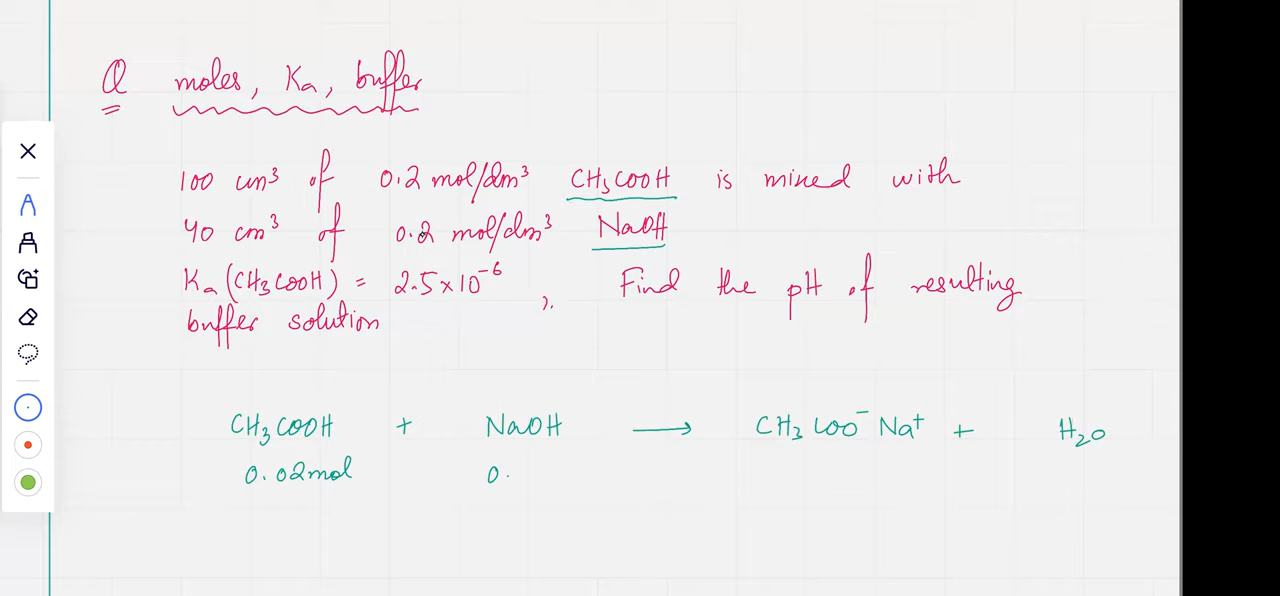 Q moles, Ka, buffer
100 cm³ of 0.2 mol/dm³ CH₃COOH is mixed with
40 cm³ of 0.2 mol/dm³ NaOH
Ka (CH₃COOH) = 2.5×10⁻⁶ ). Find the pH of resulting
buffer solution
CH₃COOH + NaOH ⟶ CH₃COO⁻ Na⁺ + H₂O
0.02mol 0.